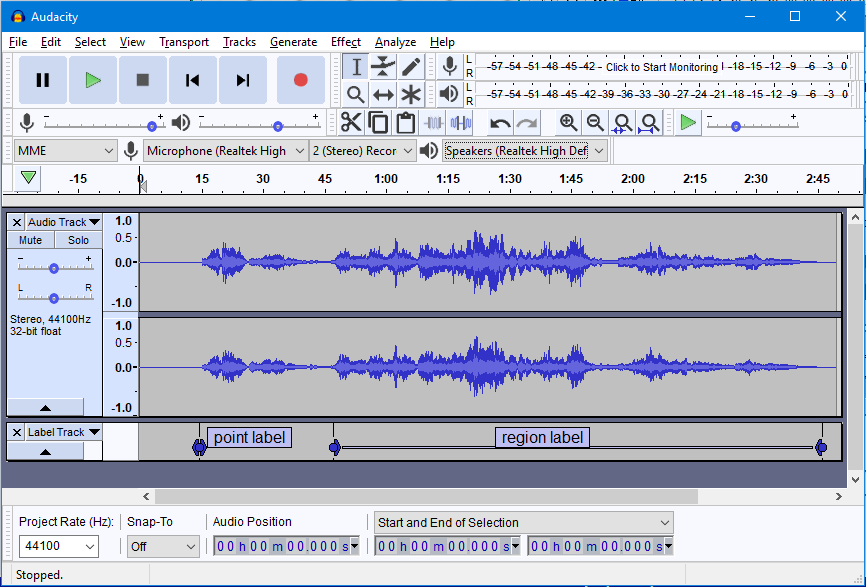 Audacity
File Edit Select View Transport Tracks Generate Effect Analyze Help
L
R
-57 -54 -51 -48 -45 -42 - Click to Start Monitoring -18 -15 -12 -9 -6 -3 0
L
R
-57 -54 -51 -48 -45 -42 -39 -36 -33 -30 -27 -24 -21 -18 -15 -12 -9 -6 -3 0
- + - + - +
MME Microphone (Realtek High 2 (Stereo) Recor Speakers (Realtek High Def
-15 0 15 30 45 1:00 1:15 1:30 1:45 2:00 2:15 2:30 2:45
Audio Track
Mute Solo
- +
L R
Stereo, 44100Hz
32-bit float
1.0
0.5-
0.0-
-1.0
1.0
0.5-
0.0-
-1.0
Label Track
point label
region label
Project Rate (Hz): Snap-To Audio Position Start and End of Selection
44100 Off 00 h 00 m 00.000 s 00 h 00 m 00.000 s 00 h 00 m 00.000 s
Stopped.